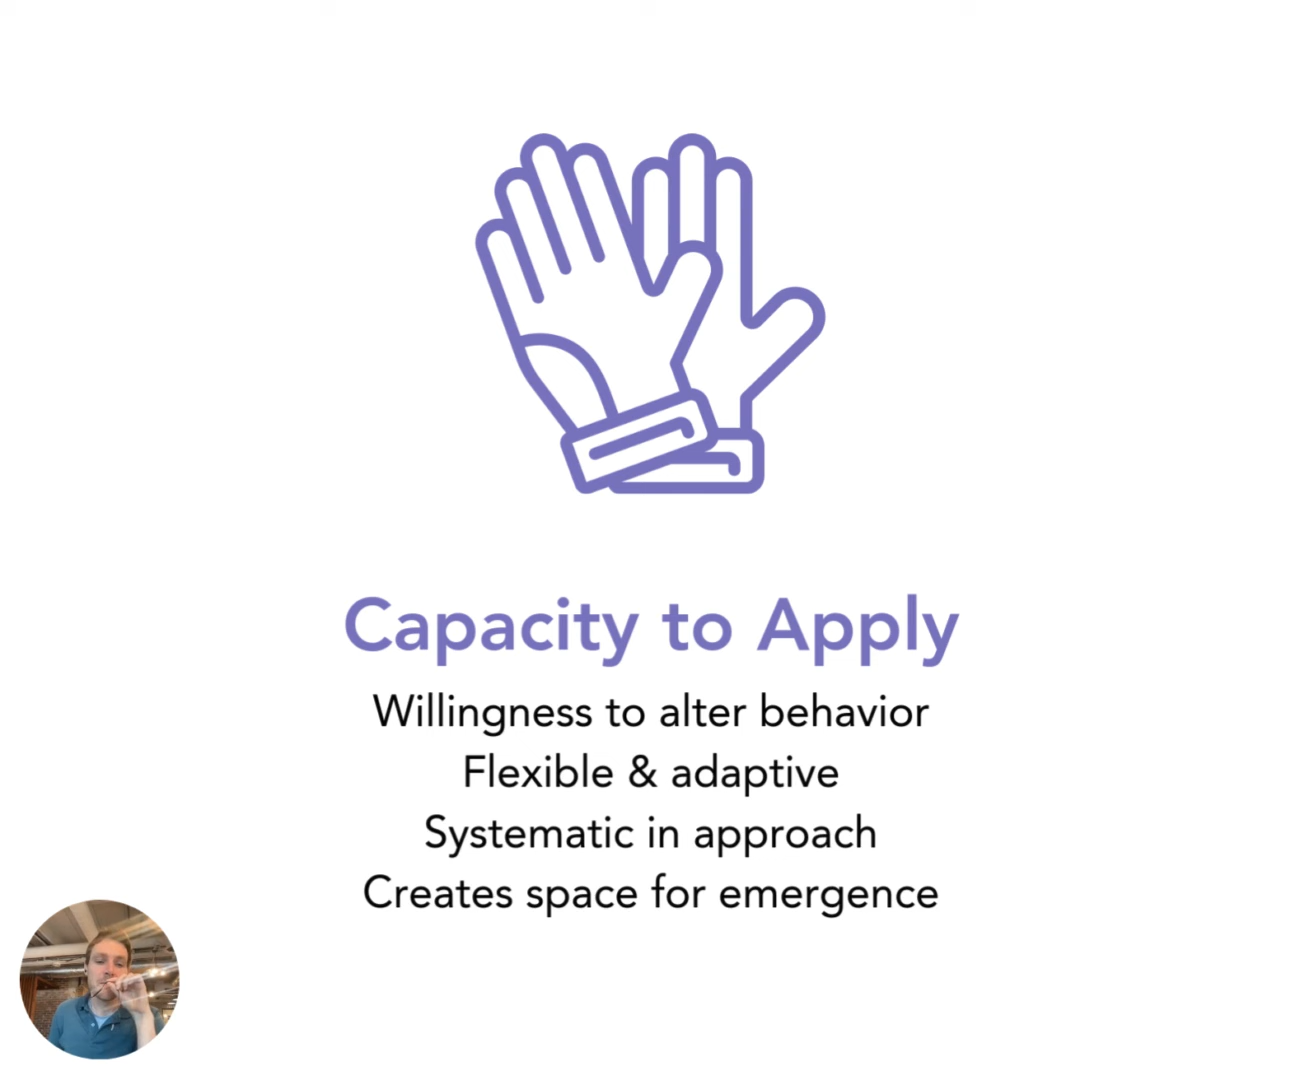 Capacity to Apply
Willingness to alter behavior
Flexible & adaptive
Systematic in approach
Creates space for emergence